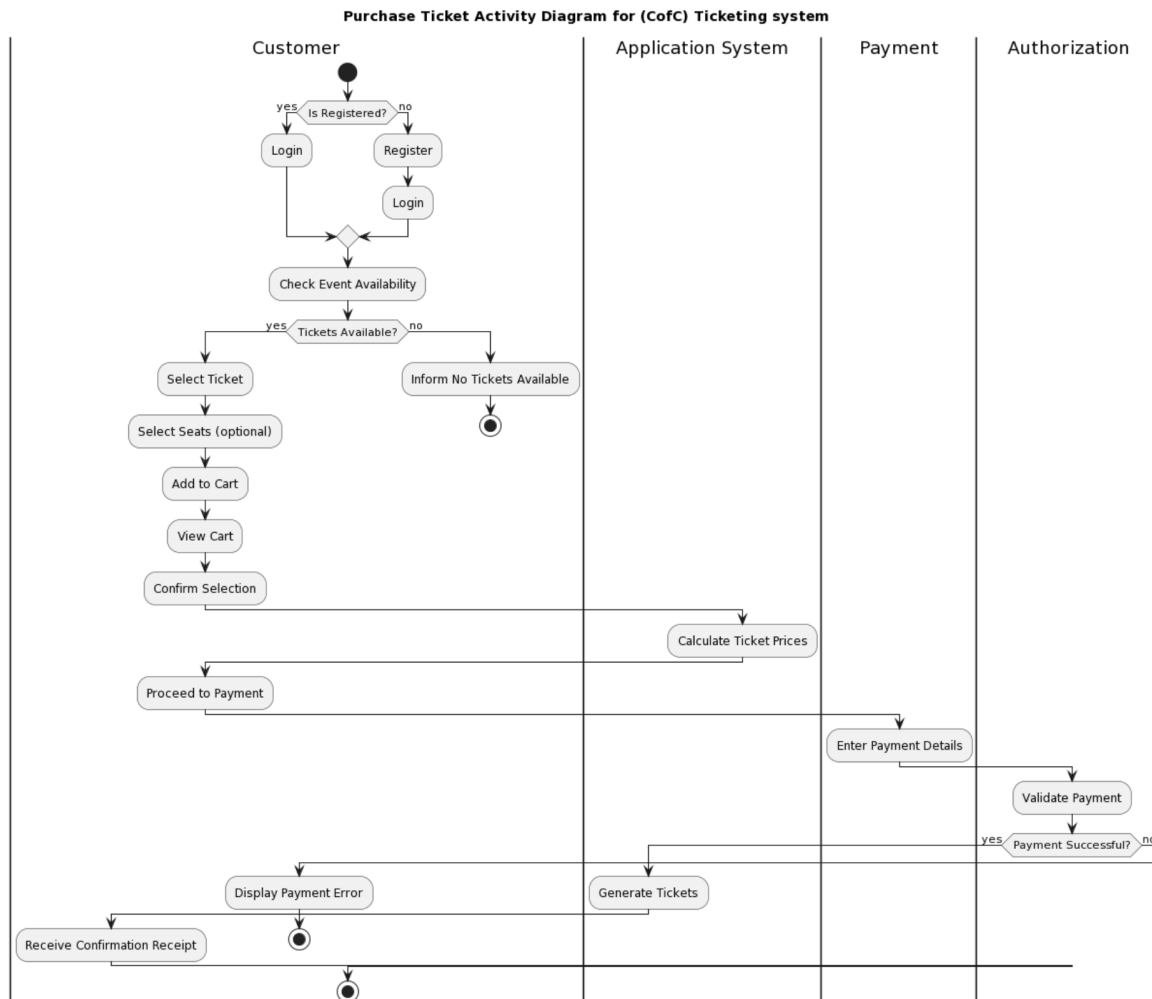 Purchase Ticket Activity Diagram for (CofC) Ticketing system
Customer
Application System
Payment
Authorization
Is Registered?
yes
no
Login
Register
Login
Check Event Availability
Tickets Available?
yes
no
Select Ticket
Inform No Tickets Available
Select Seats (optional)
Add to Cart
View Cart
Confirm Selection
Calculate Ticket Prices
Proceed to Payment
Enter Payment Details
Validate Payment
yes
Payment Successful?
no
Display Payment Error
Generate Tickets
Receive Confirmation Receipt